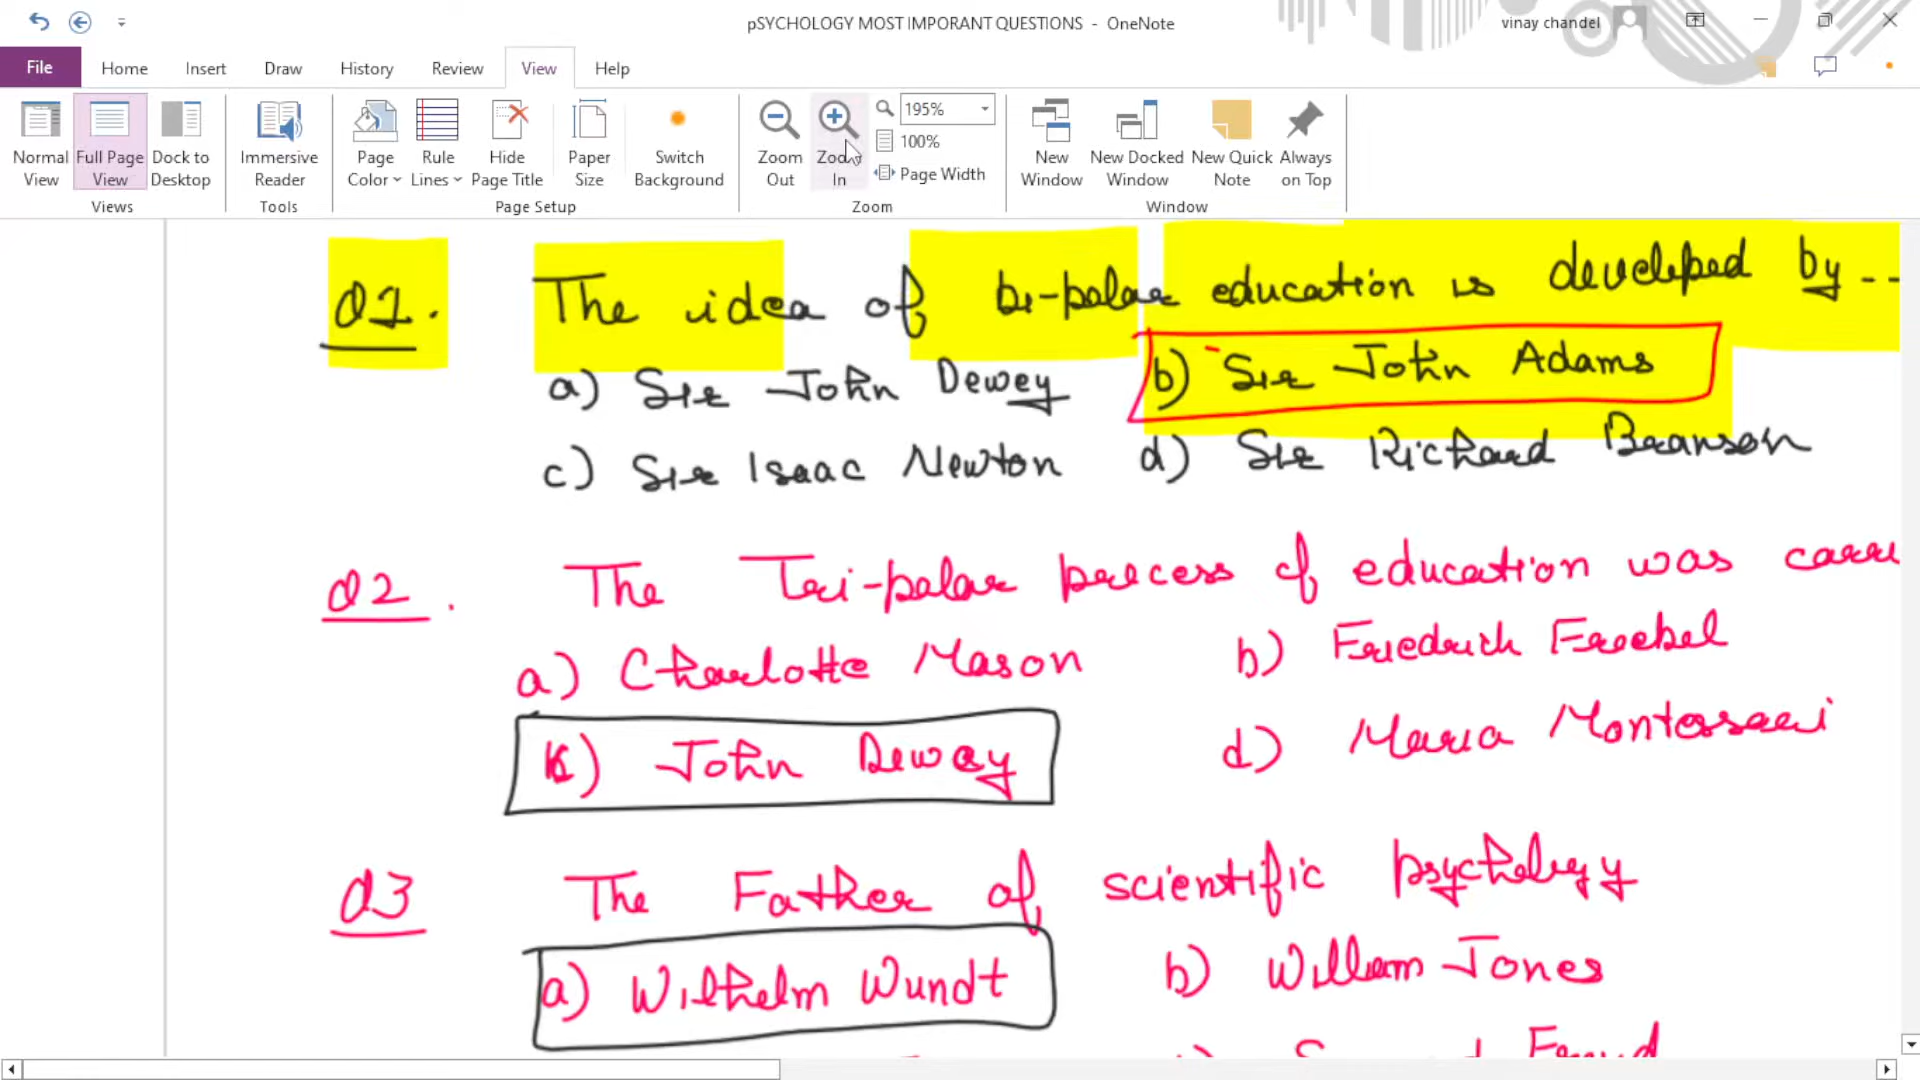 pSYCHOLOGY MOST IMPORANT QUESTIONS - OneNote
vinay chandel
File Home Insert Draw History Review View Help
Normal View
Full Page View
Dock to Desktop
Views
Immersive Reader
Tools
Page Color
Rule Lines
Hide Page Title
Paper Size
Page Setup
Switch Background
Zoom Out
Zoom In
195%
100%
Page Width
Zoom
New Window
New Docked Window
New Quick Note
Always on Top
Window
Q1. The idea of bi-polar education is developed by --
a) Sir John Dewey b) Sir John Adams
c) Sir Isaac Newton d) Sir Richard Branson
Q2. The Tri-polar process of education was
a) Charlotte Mason b) Friedrich Froebel
c) John Dewey d) Maria Montessori
Q3 The Father of scientific psychology
a) Wilhelm Wundt b) William Jones